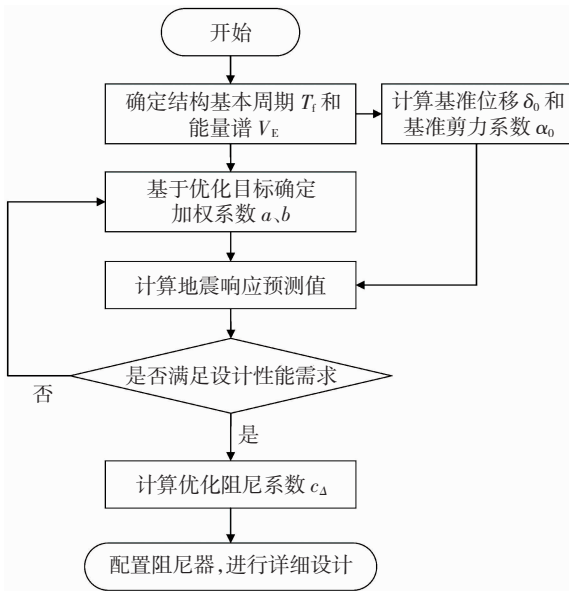 开始
确定结构基本周期 T_f 和
能量谱 V_E
计算基准位移 δ_0 和
基准剪力系数 α_0
基于优化目标确定
加权系数 a、b
计算地震响应预测值
是否满足设计性能需求
否
是
计算优化阻尼系数 c_Δ
配置阻尼器,进行详细设计